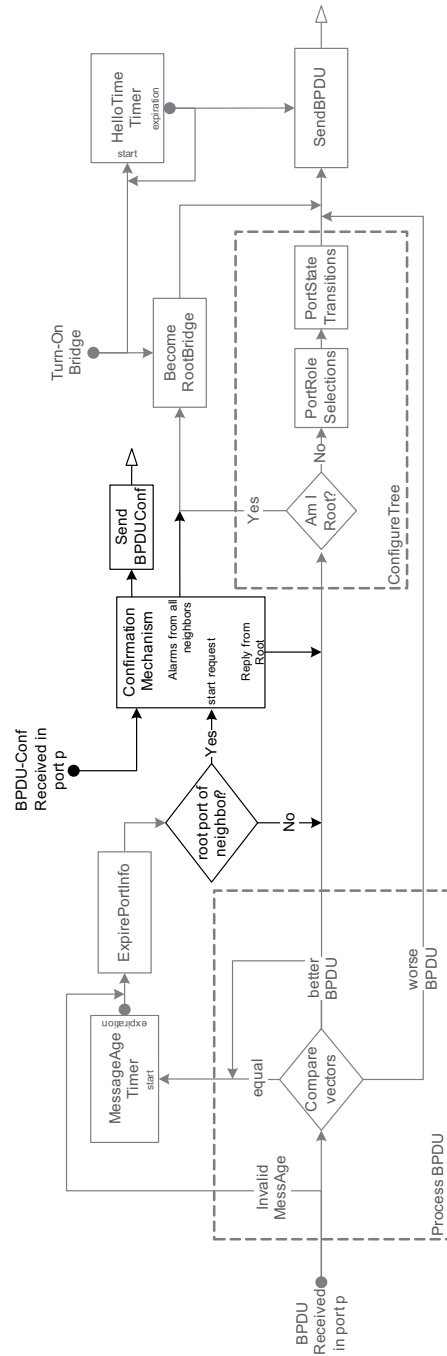 BPDU
Received
in port p
Process BPDU
Invalid
MessAge
Compare
vectors
equal
better
BPDU
worse
BPDU
MessageAge
Timer
start
expiration
ExpirePortInfo
root port of
neighbor?
Yes
No
BPDU-Conf
Received in
port p
Confirmation
Mechanism
Alarms from all
neighbors
start request
Reply from
Root
Send
BPDUConf
ConfigureTree
Am I
Root?
Yes
No
PortRole
Selections
PortState
Transitions
Turn-On
Bridge
Become
RootBridge
HelloTime
Timer
start
expiration
SendBPDU